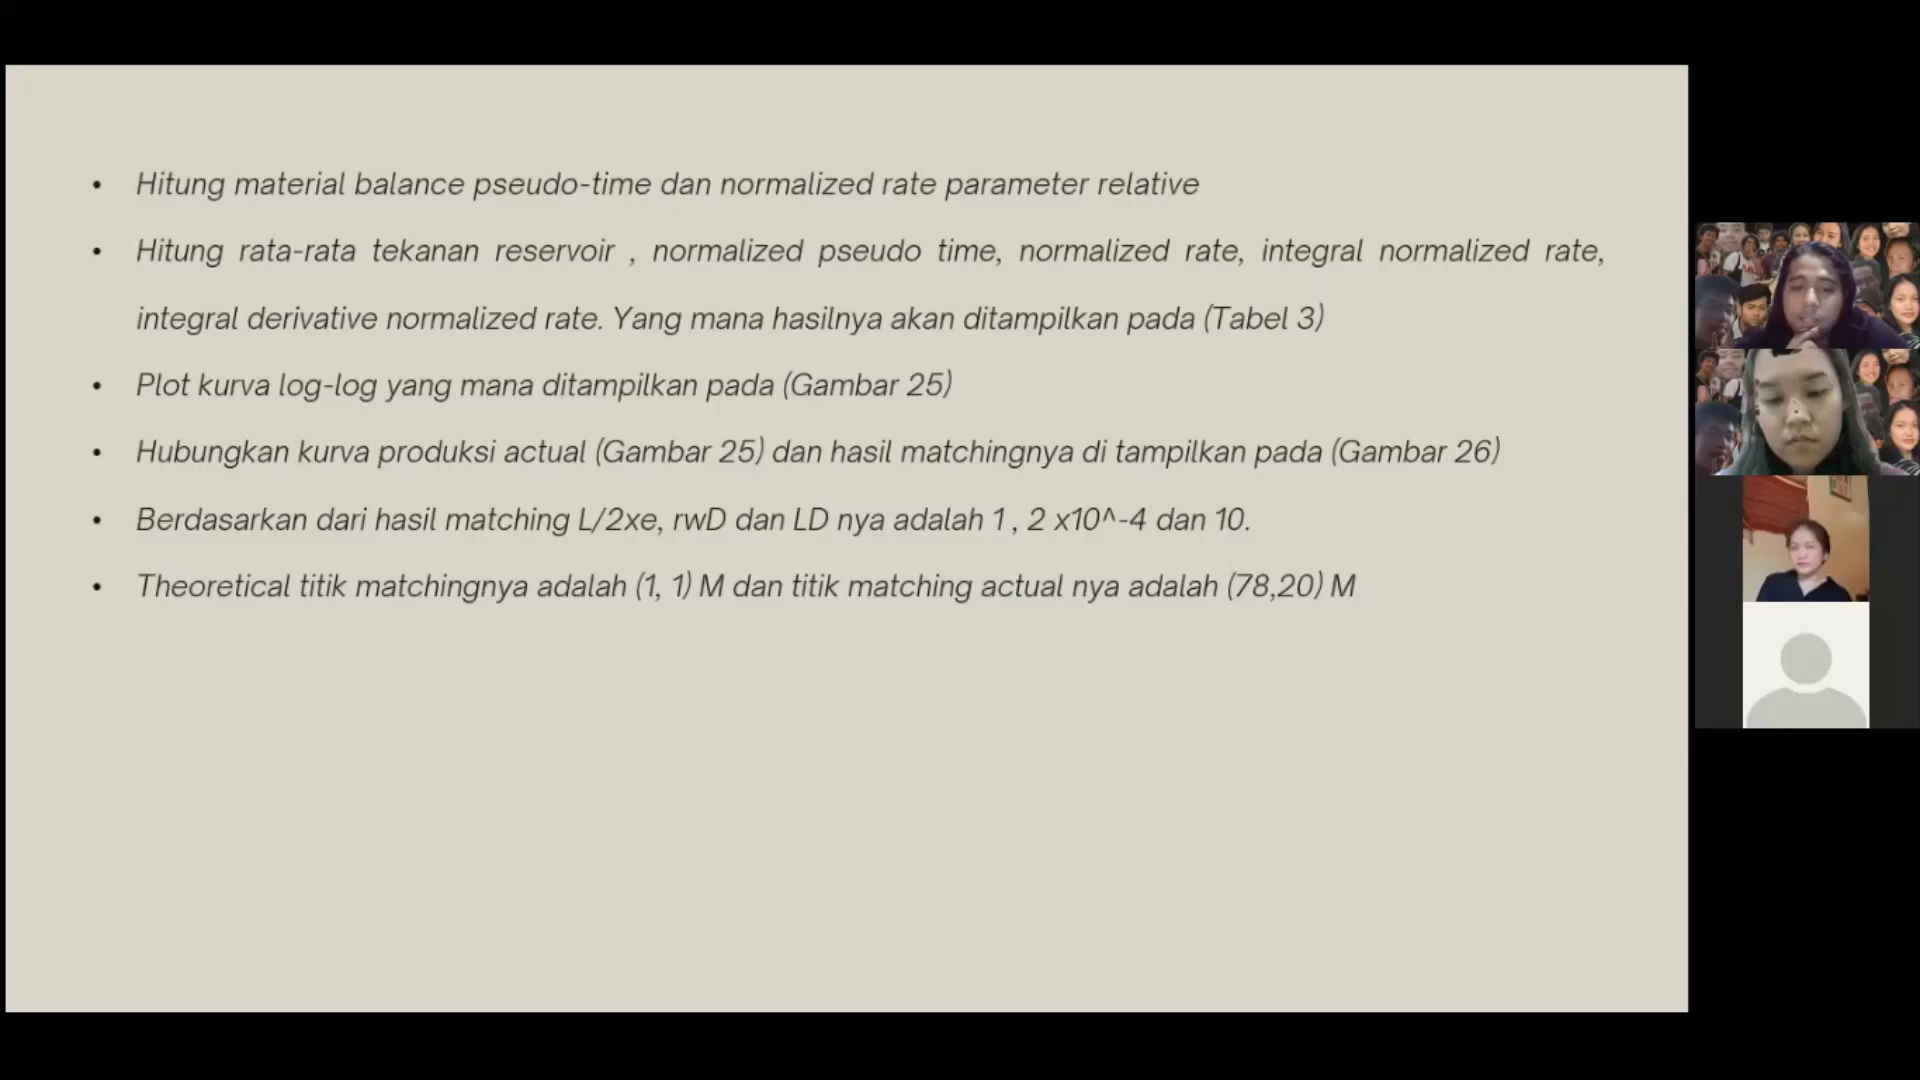 • Hitung material balance pseudo-time dan normalized rate parameter relative
• Hitung rata-rata tekanan reservoir , normalized pseudo time, normalized rate, integral normalized rate,
integral derivative normalized rate. Yang mana hasilnya akan ditampilkan pada (Tabel 3)
• Plot kurva log-log yang mana ditampilkan pada (Gambar 25)
• Hubungkan kurva produksi actual (Gambar 25) dan hasil matchingnya di tampilkan pada (Gambar 26)
• Berdasarkan dari hasil matching L/2xe, rwD dan LD nya adalah 1 , 2 x10^-4 dan 10.
• Theoretical titik matchingnya adalah (1, 1) M dan titik matching actual nya adalah (78,20) M